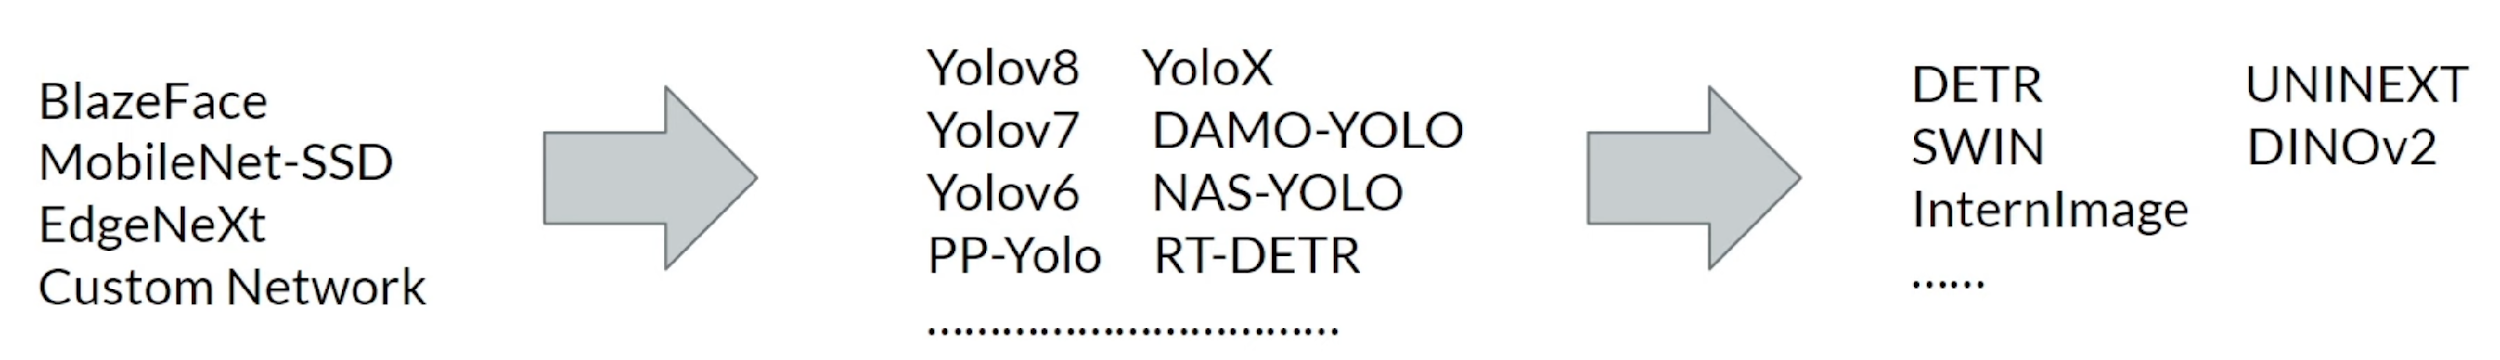 BlazeFace
MobileNet-SSD
EdgeNeXt
Custom Network
Yolov8 YoloX
Yolov7 DAMO-YOLO
Yolov6 NAS-YOLO
PP-Yolo RT-DETR
.................................
DETR UNINEXT
SWIN DINOv2
InternImage
......